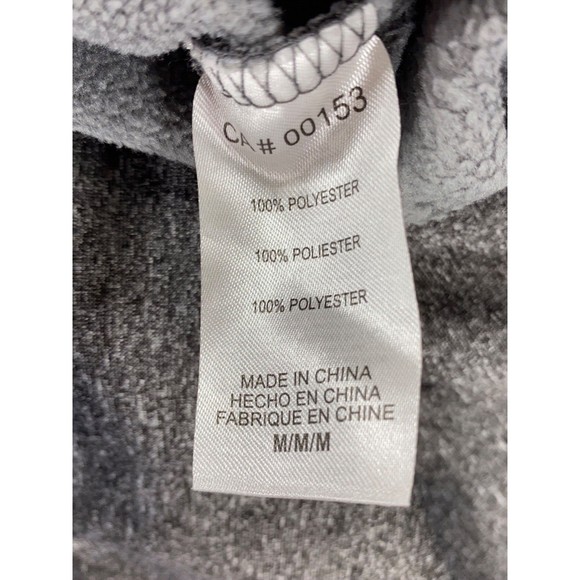 CA# 00153
100% POLYESTER
100% POLIESTER
100% POLYESTER
MADE IN CHINA
HECHO EN CHINA
FABRIQUE EN CHINE
M/M/M